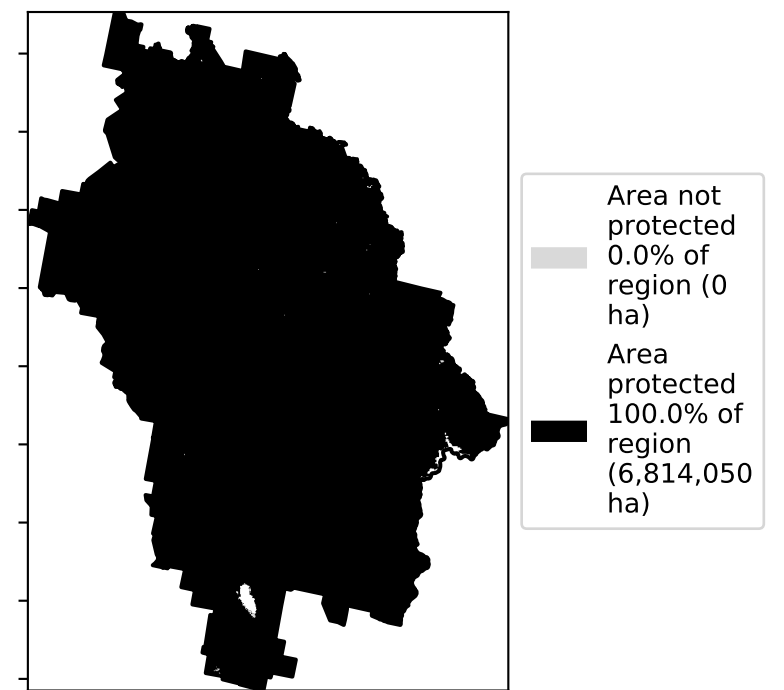 Area not
protected
0.0% of
region (0
ha)
Area
protected
100.0% of
region
(6,814,050
ha)